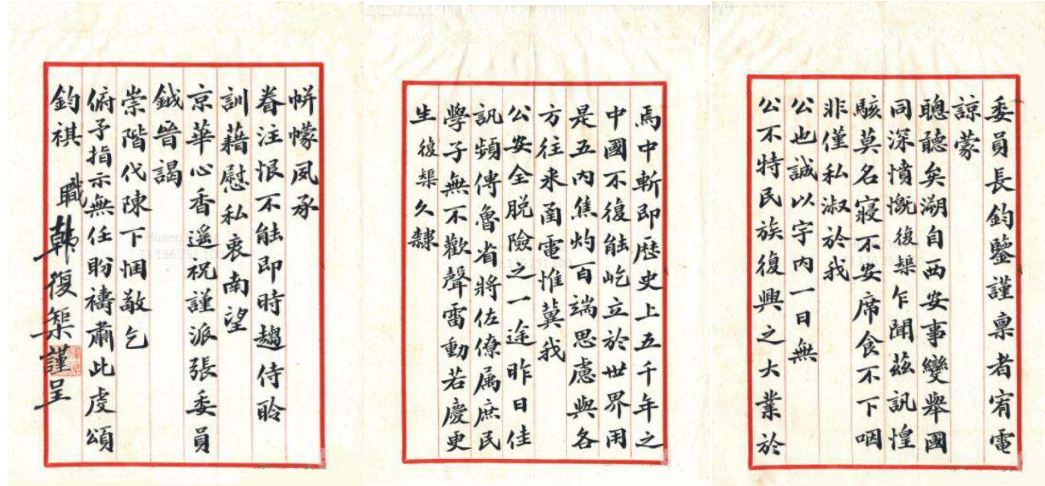 委員長鈞鑒謹稟者宥電
諒蒙
聰聽矣溯自西安事變舉國
同深憤慨復榘乍聞茲訊惶
駭莫名寢不安席食不下咽
非僅私淑於我
公也誠以宇內一日無
公不特民族復興之大業於
焉中斬即歷史上五千年之
中國不復能屹立於世界用
是五內焦灼百端思慮與各
方往來函電惟冀我
公安全脫險之一途昨日佳
訊頻傳魯省將佐僚屬庶民
學子無不歡聲雷動若慶更
生復榘久隸
帡幪夙承
眷注恨不能即時趨侍聆
訓藉慰私衷南望
京華心香遙祝謹派張委員
鉞晉謁
崇階代陳下悃敬乞
俯予指示無任盼禱肅此虔頌
鈞祺 職韓復榘謹呈